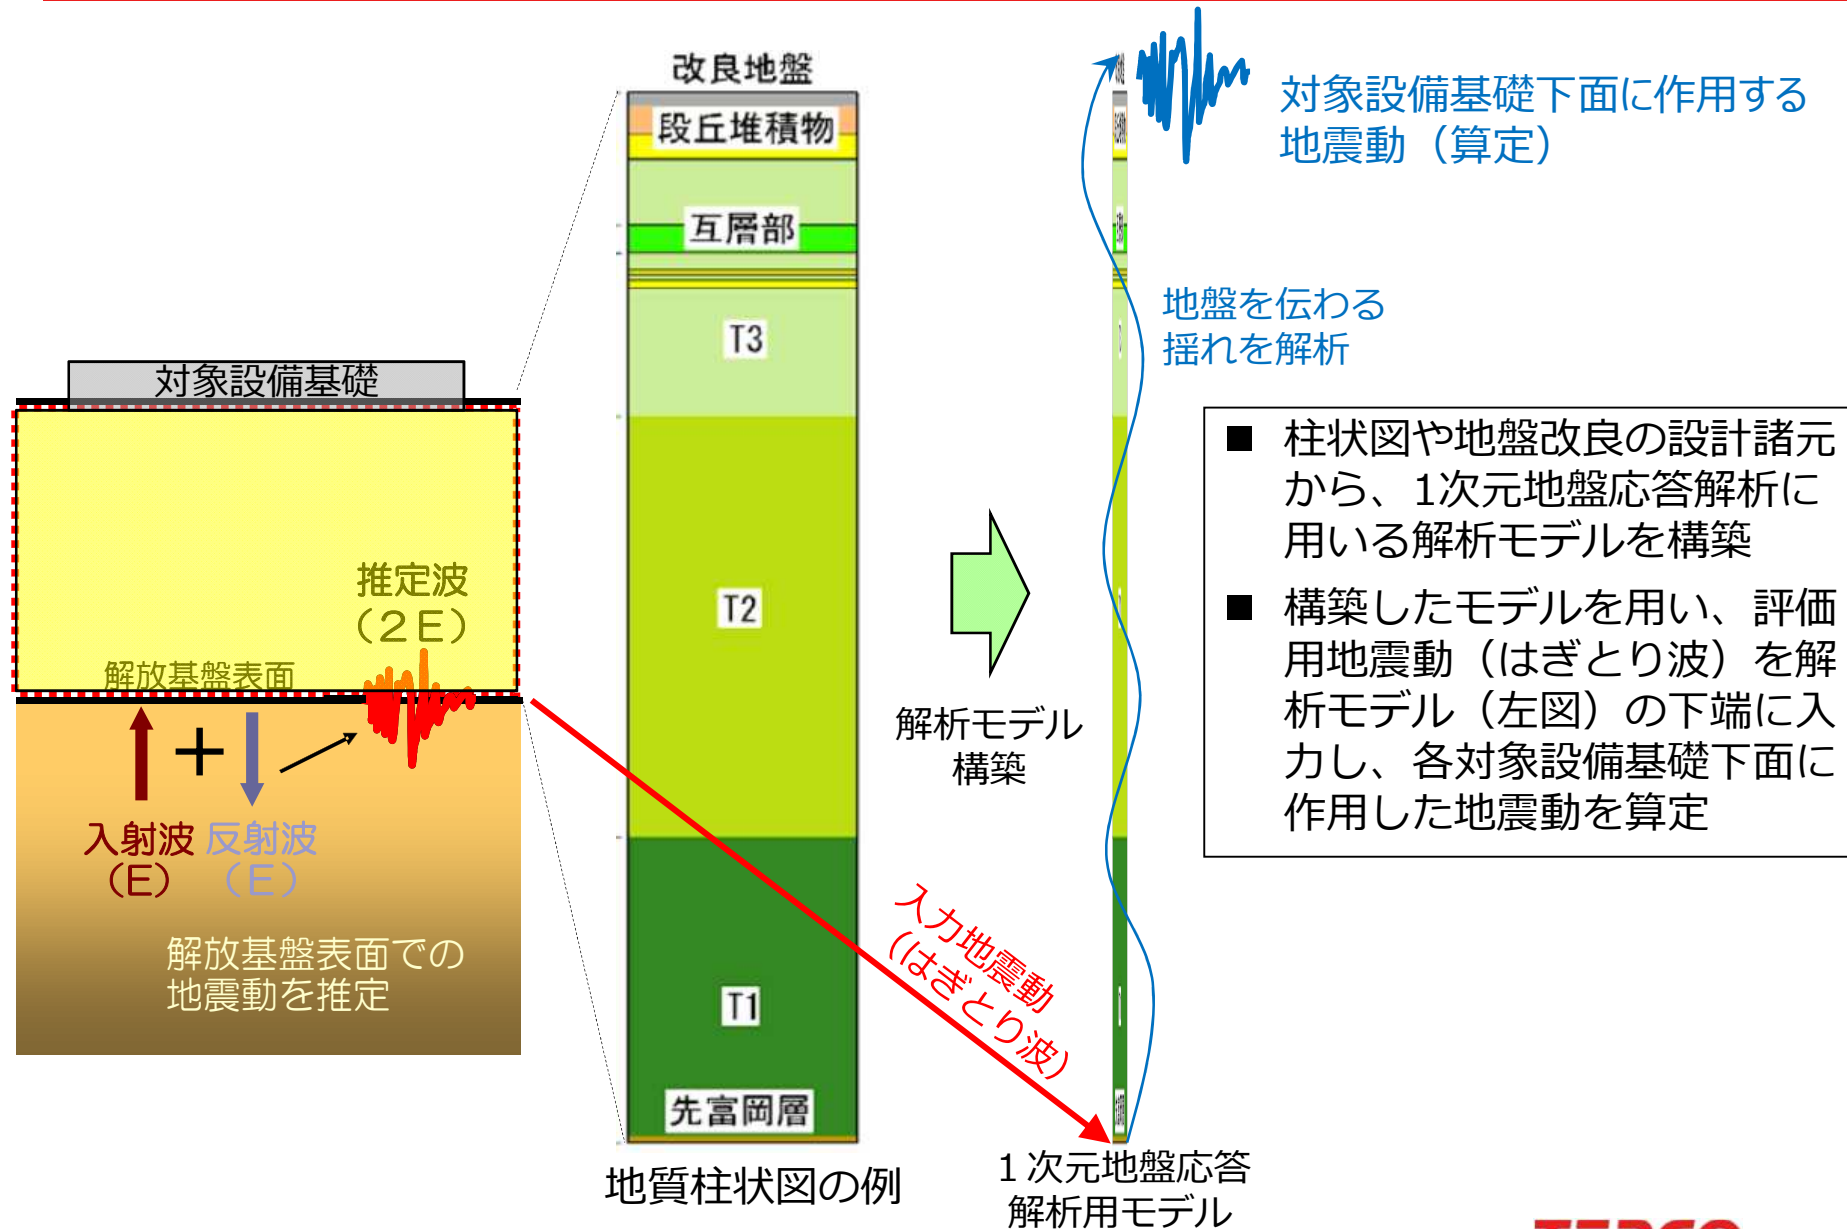 改良地盤
段丘堆積物
互層部
T3
T2
T1
先富岡層
地質柱状図の例
対象設備基礎
推定波
（２Ｅ）
解放基盤表面
＋
入射波
（Ｅ）
反射波
（Ｅ）
解放基盤表面での
地震動を推定
解析モデル
構築
入力地震動
（はぎとり波）
対象設備基礎下面に作用する
地震動（算定）
地盤を伝わる
揺れを解析
１次元地盤応答
解析用モデル
■ 柱状図や地盤改良の設計諸元
から、1次元地盤応答解析に
用いる解析モデルを構築
■ 構築したモデルを用い、評価
用地震動（はぎとり波）を解
析モデル（左図）の下端に入
力し、各対象設備基礎下面に
作用した地震動を算定